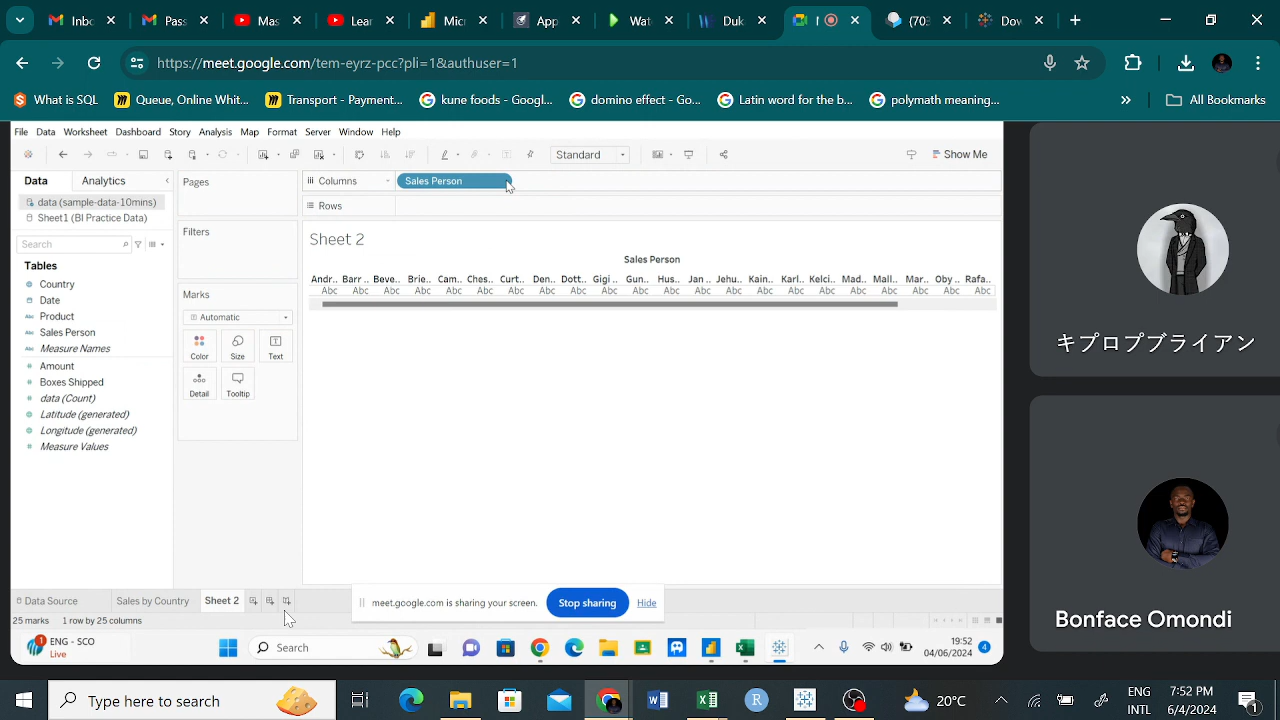 Inbo
Pass
Mas
Lea
Micr
App
Wat
Duk
(703
Dov
https://meet.google.com/tem-eyrz-pcc?pli=1&authuser=1
What is SQL
Queue, Online Whit...
Transport - Payment...
kune foods - Googl...
domino effect - Go...
Latin word for the b...
polymath meaning...
All Bookmarks
File Data Worksheet Dashboard Story Analysis Map Format Server Window Help
Standard
Show Me
Data Analytics
Pages
Columns
Sales Person
data (sample-data-10mins)
Sheet1 (BI Practice Data)
Rows
Search
Filters
Sheet 2
Tables
Sales Person
Country
Date
Product
Sales Person
Measure Names
Amount
Boxes Shipped
data (Count)
Latitude (generated)
Longitude (generated)
Measure Values
Marks
Automatic
Color Size Text
Detail Tooltip
Andr.. Barr .. Beve.. Brie.. Cam.. Ches.. Curt.. Den.. Dott.. Gigi .. Gun.. Hus.. Jan .. Jehu.. Kain.. Karl.. Kelci.. Mad.. Mall.. Mar.. Oby .. Rafa..
Abc Abc Abc Abc Abc Abc Abc Abc Abc Abc Abc Abc Abc Abc Abc Abc Abc Abc Abc Abc Abc Abc
キプロプブライアン
Bonface Omondi
Data Source
Sales by Country
Sheet 2
meet.google.com is sharing your screen.
Stop sharing
Hide
25 marks 1 row by 25 columns
1
ENG - SCO
Live
Search
19:52
04/06/2024
4
Type here to search
20°C
ENG
INTL
7:52 PM
6/4/2024